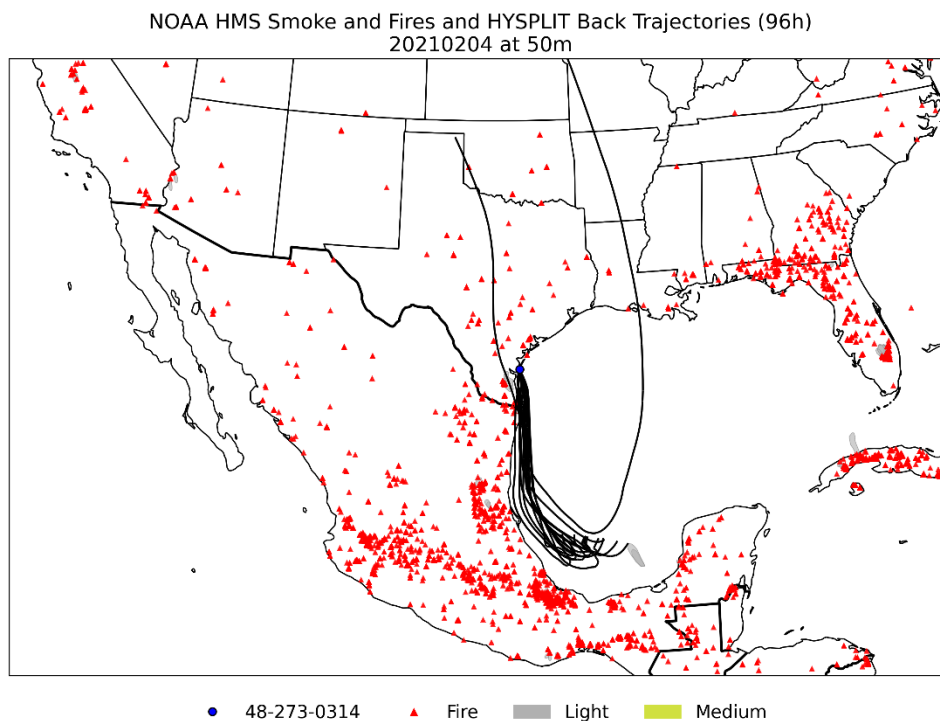 NOAA HMS Smoke and Fires and HYSPLIT Back Trajectories (96h)
20210204 at 50m
48-273-0314 Fire Light Medium